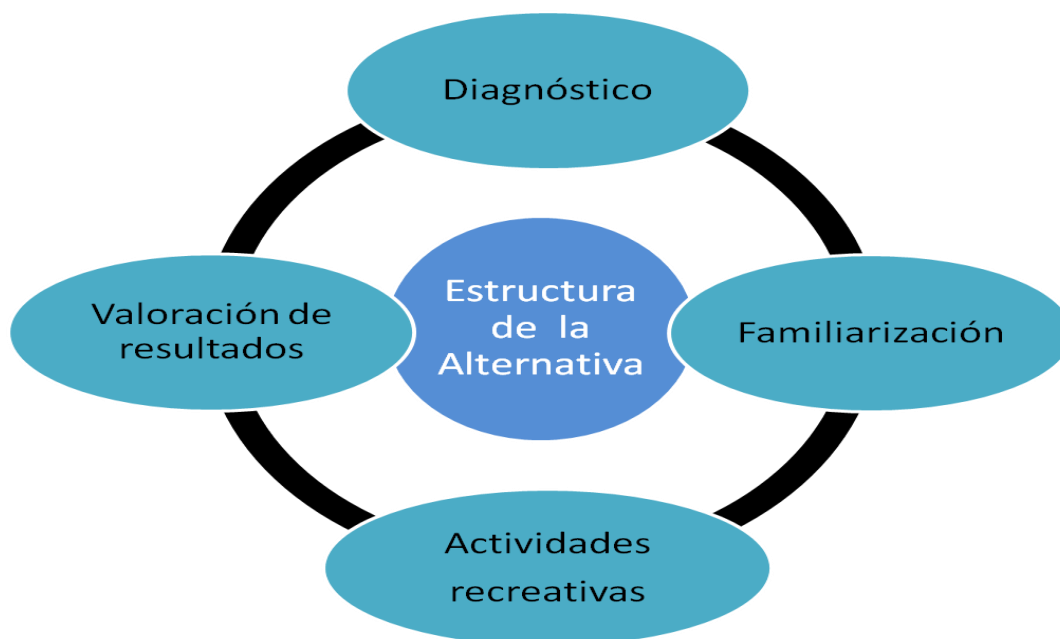 Diagnóstico
Estructura
de la
Alternativa
Valoración de
resultados
Familiarización
Actividades
recreativas